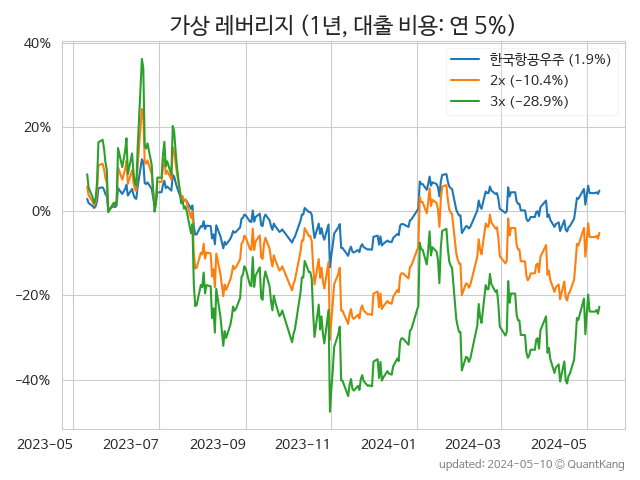 가상 레버리지 (1년, 대출 비용: 연 5%)
40%
20%
0%
−20%
−40%
한국항공우주 (1.9%)
2x (−10.4%)
3x (−28.9%)
2023-05 2023-07 2023-09 2023-11 2024-01 2024-03 2024-05
updated: 2024-05-10 © QuantKang